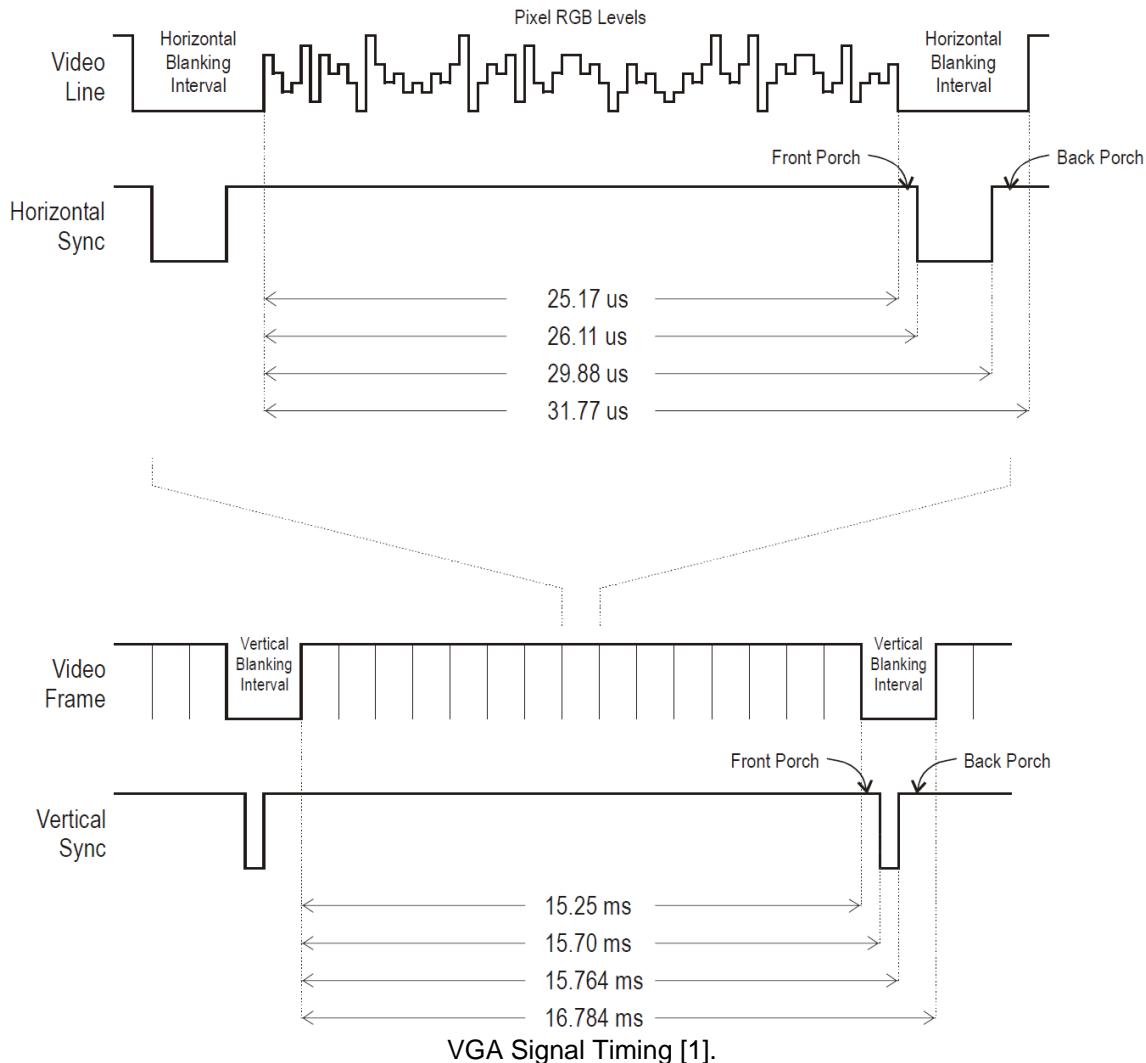 Pixel RGB Levels
Video
Line
Horizontal
Blanking
Interval
Horizontal
Blanking
Interval
Front Porch
Back Porch
Horizontal
Sync
25.17 us
26.11 us
29.88 us
31.77 us
Video
Frame
Vertical
Blanking
Interval
Vertical
Blanking
Interval
Front Porch
Back Porch
Vertical
Sync
15.25 ms
15.70 ms
15.764 ms
16.784 ms
VGA Signal Timing [1].